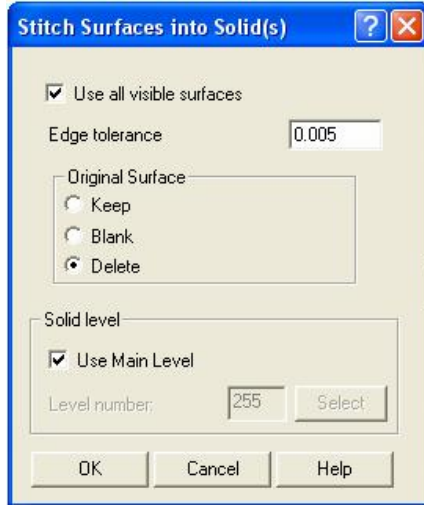 Stitch Surfaces into Solid(s)
Use all visible surfaces
Edge tolerance 0.005
Original Surface
Keep
Blank
Delete
Solid level
Use Main Level
Level number: 255 Select
OK Cancel Help